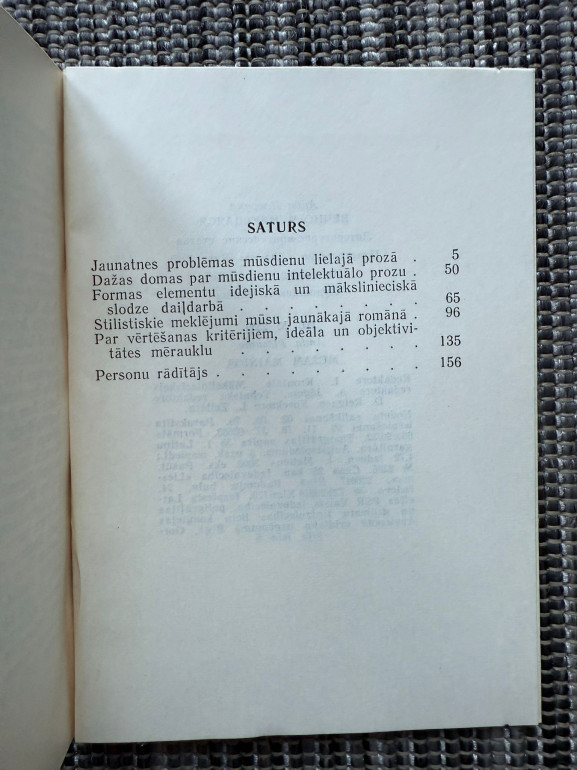 SATURS
Jaunatnes problēmas mūsdienu lielajā prozā . 5
Dažas domas par mūsdienu intelektuālo prozu . 50
Formas elementu idejiskā un mākslinieciskā
slodze daiļdarbā . . . . . . . 65
Stilistiskie meklējumi mūsu jaunākajā romānā . 96
Par vērtēšanas kritērijiem, ideāla un objektivi-
tātes mērauklu . . . . . . . 135
Personu rādītājs . . . . . . . 156